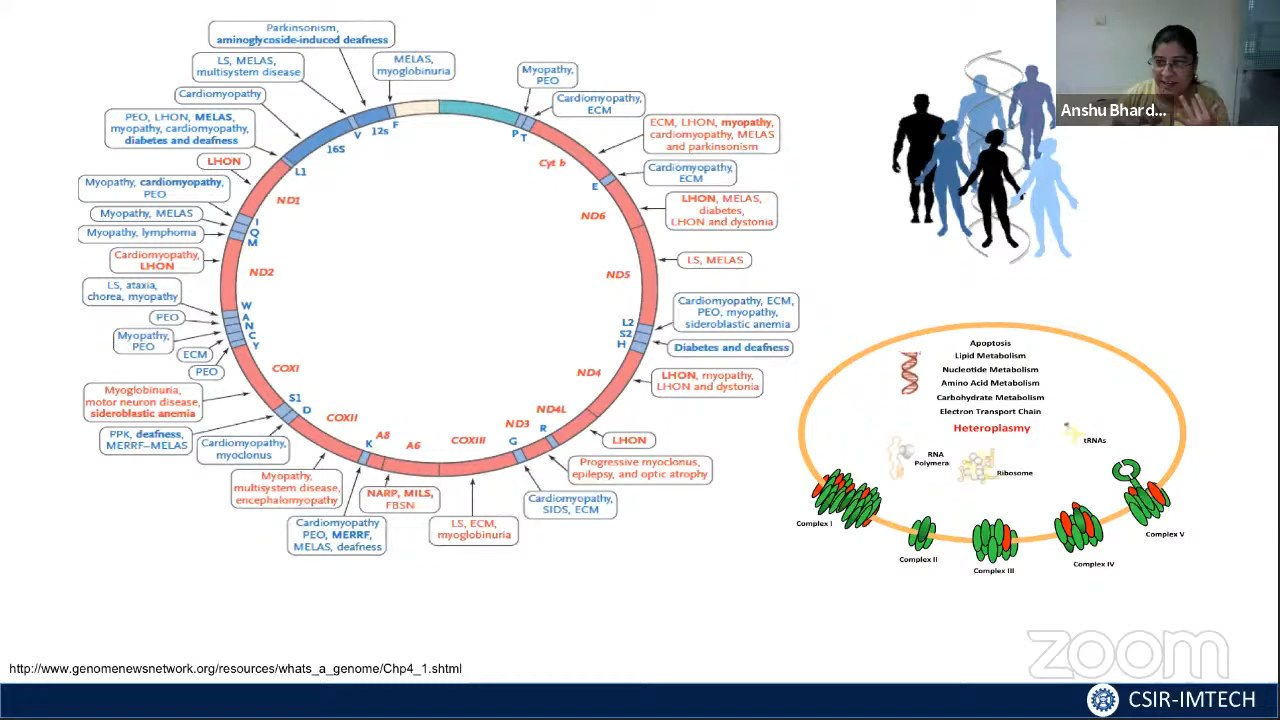 Parkinsonism,
aminoglycoside-induced deafness
LS, MELAS,
multisystem disease
MELAS,
myoglobinuria
Cardiomyopathy
PEO, LHON, MELAS,
myopathy, cardiomyopathy,
diabetes and deafness
LHON
Myopathy, cardiomyopathy,
PEO
Myopathy, MELAS
Myopathy, lymphoma
Cardiomyopathy,
LHON
LS, ataxia,
chorea, myopathy
PEO
Myopathy,
PEO
ECM
PEO
Myoglobinuria,
motor neuron disease,
sideroblastic anemia
PPK, deafness,
MERRF–MELAS
Cardiomyopathy,
myoclonus
Myopathy,
multisystem disease,
encephalomyopathy
Cardiomyopathy
PEO, MERRF,
MELAS, deafness
NARP, MILS,
FBSN
LS, ECM,
myoglobinuria
Cardiomyopathy,
SIDS, ECM
Progressive myoclonus,
epilepsy, and optic atrophy
LHON
LHON, myopathy,
LHON and dystonia
Diabetes and deafness
Cardiomyopathy, ECM,
PEO, myopathy,
sideroblastic anemia
LS, MELAS
LHON, MELAS,
diabetes,
LHON and dystonia
Cardiomyopathy,
ECM
ECM, LHON, myopathy,
cardiomyopathy, MELAS
and parkinsonism
Cardiomyopathy,
ECM
Myopathy,
PEO
F
12s
V
16S
L1
ND1
I
Q
M
ND2
W
A
N
C
Y
COXI
S1
D
COXII
K
A8
A6
COXIII
G
ND3
R
ND4L
ND4
H
S2
L2
ND5
ND6
E
Cyt b
T
P
Anshu Bhard...
Apoptosis
Lipid Metabolism
Nucleotide Metabolism
Amino Acid Metabolism
Carbohydrate Metabolism
Electron Transport Chain
Heteroplasmy
tRNAs
RNA
Polymera
Ribosome
Complex I
Complex II
Complex III
Complex IV
Complex V
zoom
http://www.genomenewsnetwork.org/resources/whats_a_genome/Chp4_1.shtml
CSIR-IMTECH